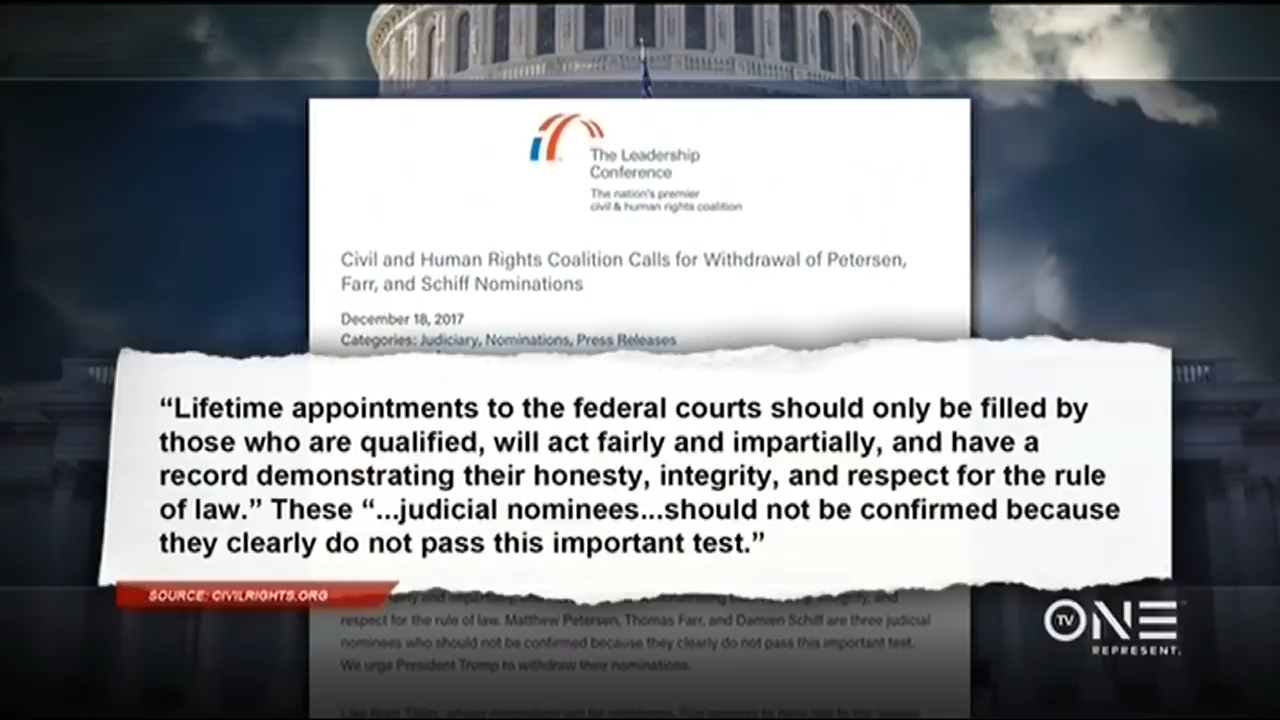 The Leadership
Conference
The nation's premier
civil & human rights coalition
Civil and Human Rights Coalition Calls for Withdrawal of Petersen,
Farr, and Schiff Nominations
December 18, 2017
Categories: Judiciary, Nominations, Press Releases
“Lifetime appointments to the federal courts should only be filled by
those who are qualified, will act fairly and impartially, and have a
record demonstrating their honesty, integrity, and respect for the rule
of law.” These “...judicial nominees...should not be confirmed because
they clearly do not pass this important test.”
SOURCE: CIVILRIGHTS.ORG
respect for the rule of law. Matthew Petersen, Thomas Farr, and Damien Schiff are three judicial
nominees who should not be confirmed because they clearly do not pass this important test.
We urge President Trump to withdraw their nominations.
TV ONE
REPRESENT.